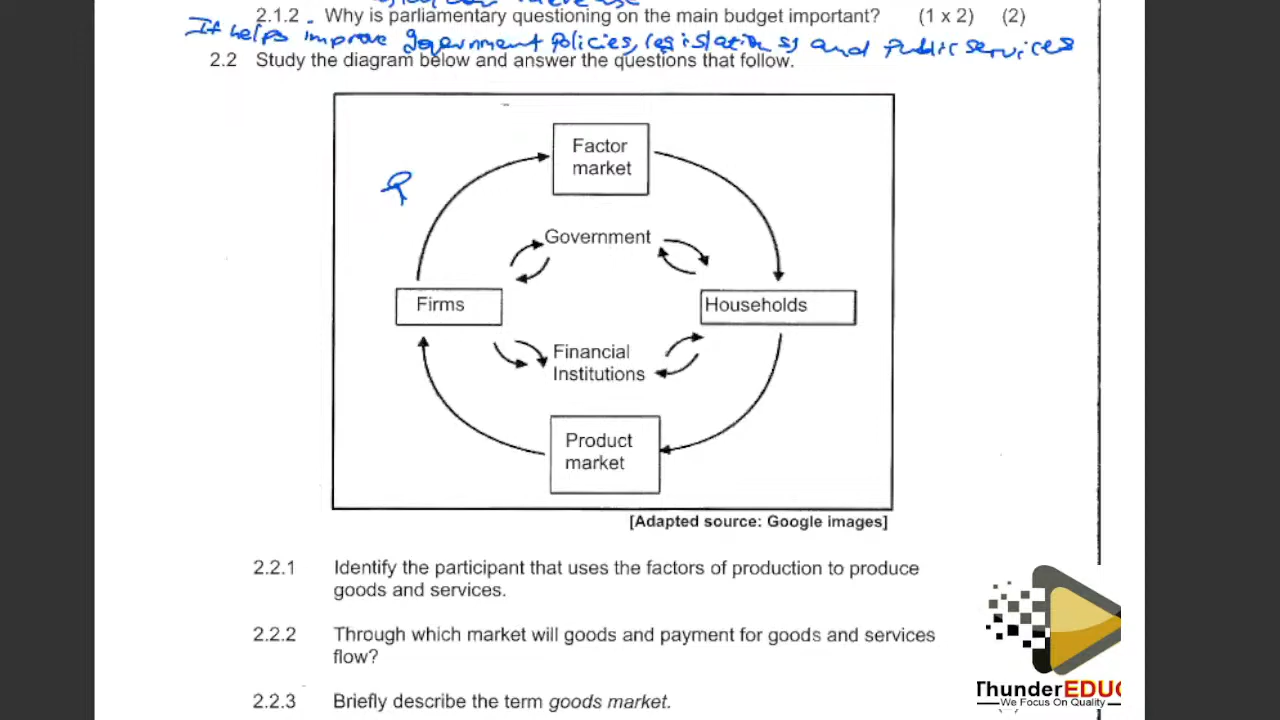 2.1.2 Why is parliamentary questioning on the main budget important? (1 x 2) (2)
It helps improve government policies, legislations and public services
2.2 Study the diagram below and answer the questions that follow.
Factor
market
Government
Firms
Households
Financial
Institutions
Product
market
[Adapted source: Google images]
2.2.1 Identify the participant that uses the factors of production to produce
goods and services.
2.2.2 Through which market will goods and payment for goods and services
flow?
2.2.3 Briefly describe the term goods market.
ThunderEDUC
We Focus On Quality